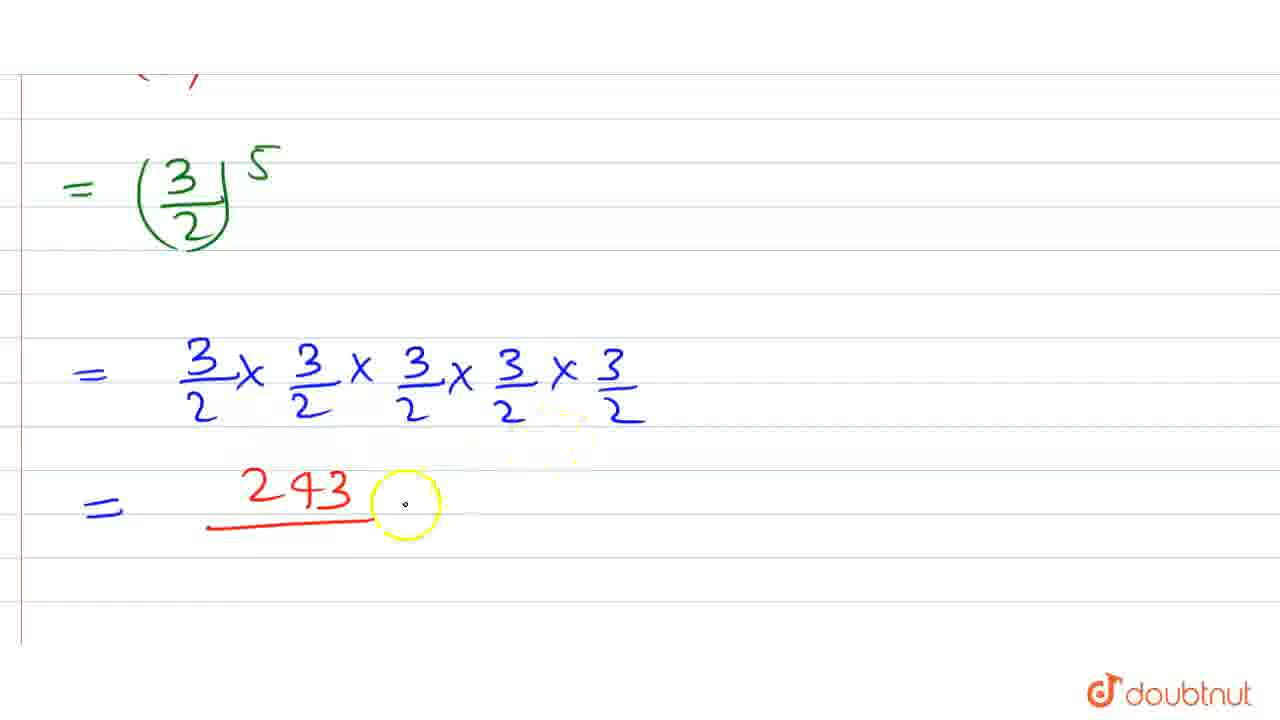 = (3/2)^5
= 3/2 × 3/2 × 3/2 × 3/2 × 3/2
= 243
doubtnut